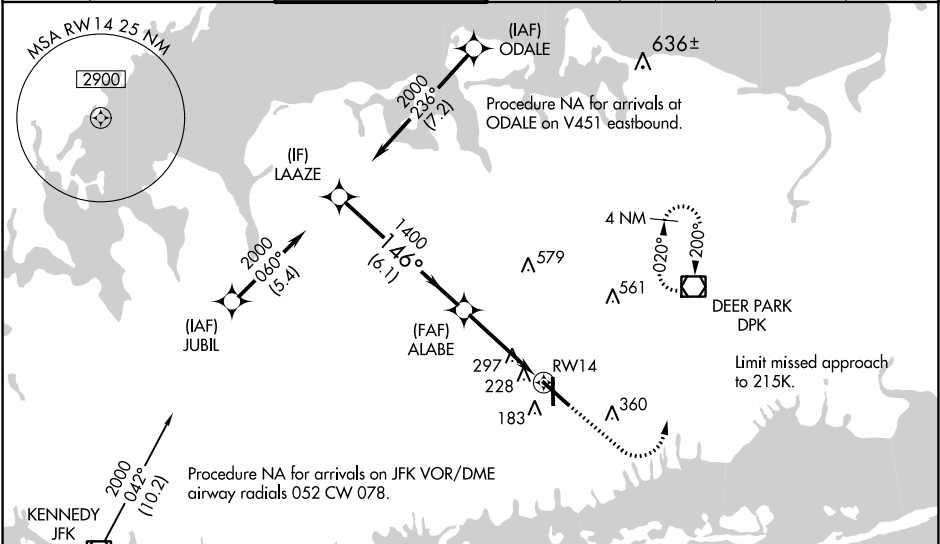 MSA RW14 25 NM
2900
(IAF)
ODALE
636±
2000
236°
(7.2)
Procedure NA for arrivals at
ODALE on V451 eastbound.
(IF)
LAAZE
1400
146°
(6.1)
2000
060°
(5.4)
(IAF)
JUBIL
4 NM
020°
200°
579
561
DEER PARK
DPK
(FAF)
ALABE
Limit missed approach
to 215K.
297
228
183
RW14
360
2000
042°
(10.2)
Procedure NA for arrivals on JFK VOR/DME
airway radials 052 CW 078.
KENNEDY
JFK